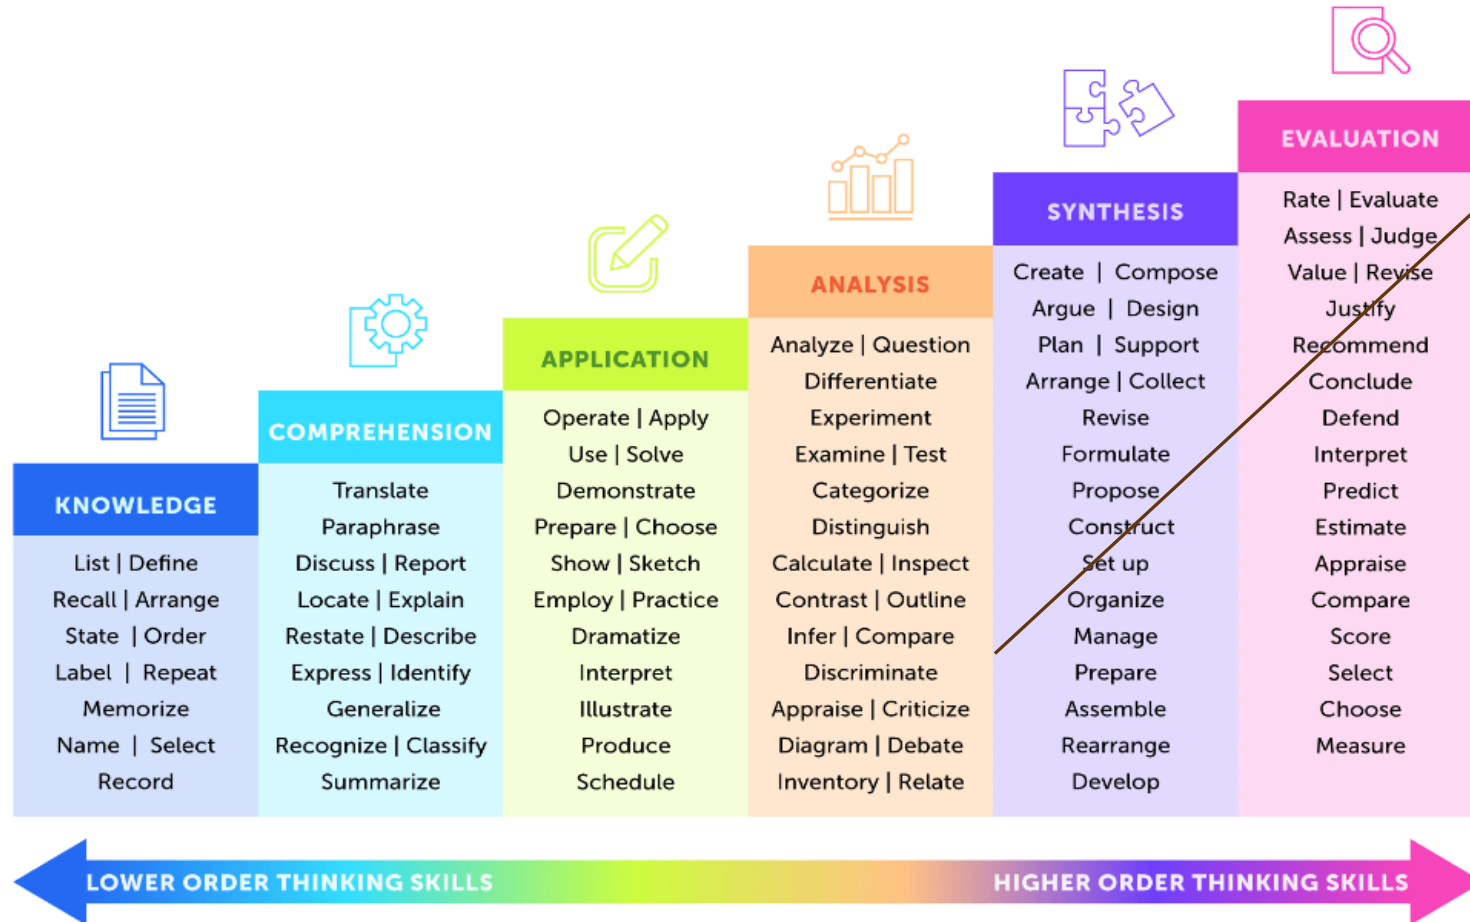 KNOWLEDGE
List | Define
Recall | Arrange
State | Order
Label | Repeat
Memorize
Name | Select
Record
COMPREHENSION
Translate
Paraphrase
Discuss | Report
Locate | Explain
Restate | Describe
Express | Identify
Generalize
Recognize | Classify
Summarize
APPLICATION
Operate | Apply
Use | Solve
Demonstrate
Prepare | Choose
Show | Sketch
Employ | Practice
Dramatize
Interpret
Illustrate
Produce
Schedule
ANALYSIS
Analyze | Question
Differentiate
Experiment
Examine | Test
Categorize
Distinguish
Calculate | Inspect
Contrast | Outline
Infer | Compare
Discriminate
Appraise | Criticize
Diagram | Debate
Inventory | Relate
SYNTHESIS
Create | Compose
Argue | Design
Plan | Support
Arrange | Collect
Revise
Formulate
Propose
Construct
Set up
Organize
Manage
Prepare
Assemble
Rearrange
Develop
EVALUATION
Rate | Evaluate
Assess | Judge
Value | Revise
Justify
Recommend
Conclude
Defend
Interpret
Predict
Estimate
Appraise
Compare
Score
Select
Choose
Measure
LOWER ORDER THINKING SKILLS
HIGHER ORDER THINKING SKILLS